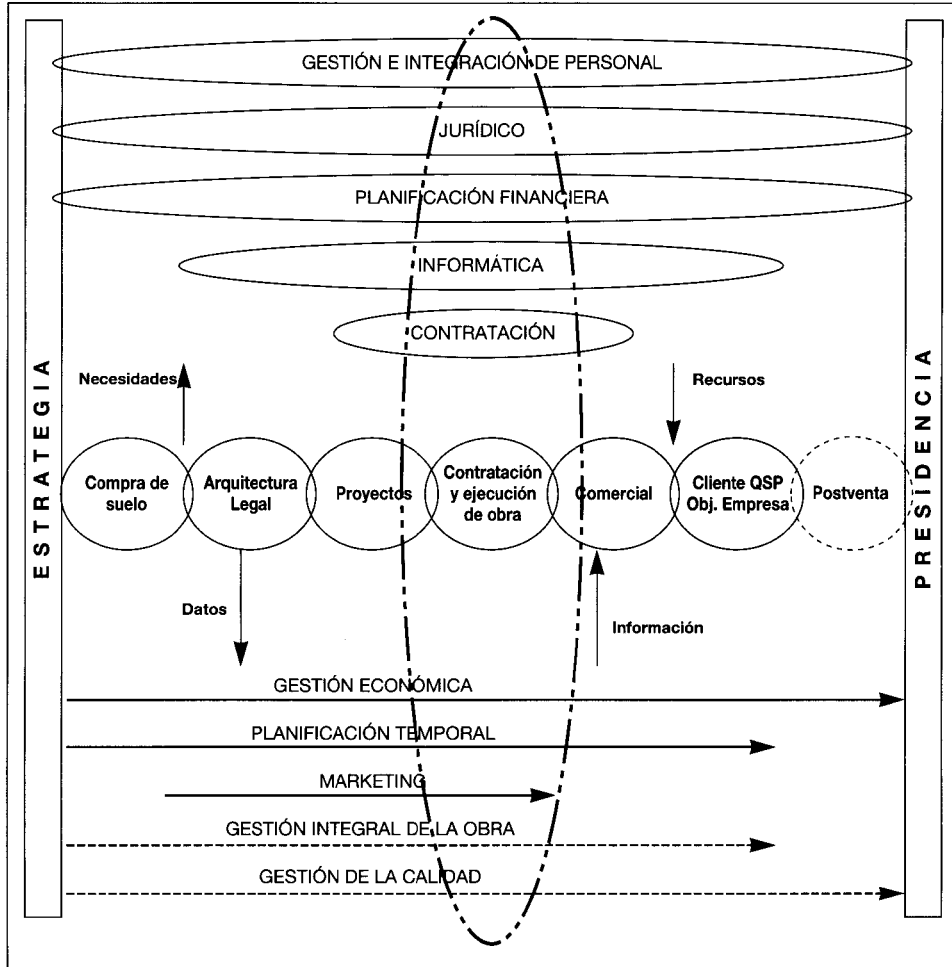 GESTIÓN E INTEGRACIÓN DE PERSONAL
JURÍDICO
PLANIFICACIÓN FINANCIERA
INFORMÁTICA
CONTRATACIÓN
ESTRATEGIA
PRESIDENCIA
Necesidades
Recursos
Compra de
suelo
Arquitectura
Legal
Proyectos
Contratación
y ejecución
de obra
Comercial
Cliente QSP
Obj. Empresa
Postventa
Datos
Información
GESTIÓN ECONÓMICA
PLANIFICACIÓN TEMPORAL
MARKETING
GESTIÓN INTEGRAL DE LA OBRA
GESTIÓN DE LA CALIDAD